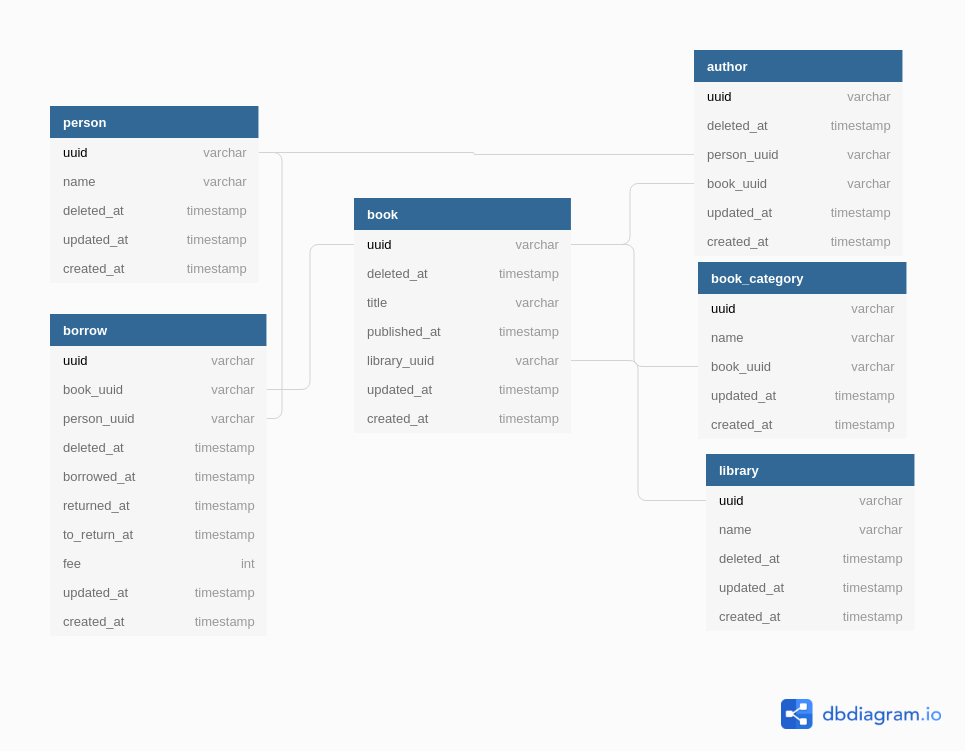 person
uuid varchar
name varchar
deleted_at timestamp
updated_at timestamp
created_at timestamp
borrow
uuid varchar
book_uuid varchar
person_uuid varchar
deleted_at timestamp
borrowed_at timestamp
returned_at timestamp
to_return_at timestamp
fee int
updated_at timestamp
created_at timestamp
book
uuid varchar
deleted_at timestamp
title varchar
published_at timestamp
library_uuid varchar
updated_at timestamp
created_at timestamp
author
uuid varchar
deleted_at timestamp
person_uuid varchar
book_uuid varchar
updated_at timestamp
created_at timestamp
book_category
uuid varchar
name varchar
book_uuid varchar
updated_at timestamp
created_at timestamp
library
uuid varchar
name varchar
deleted_at timestamp
updated_at timestamp
created_at timestamp
dbdiagram.io